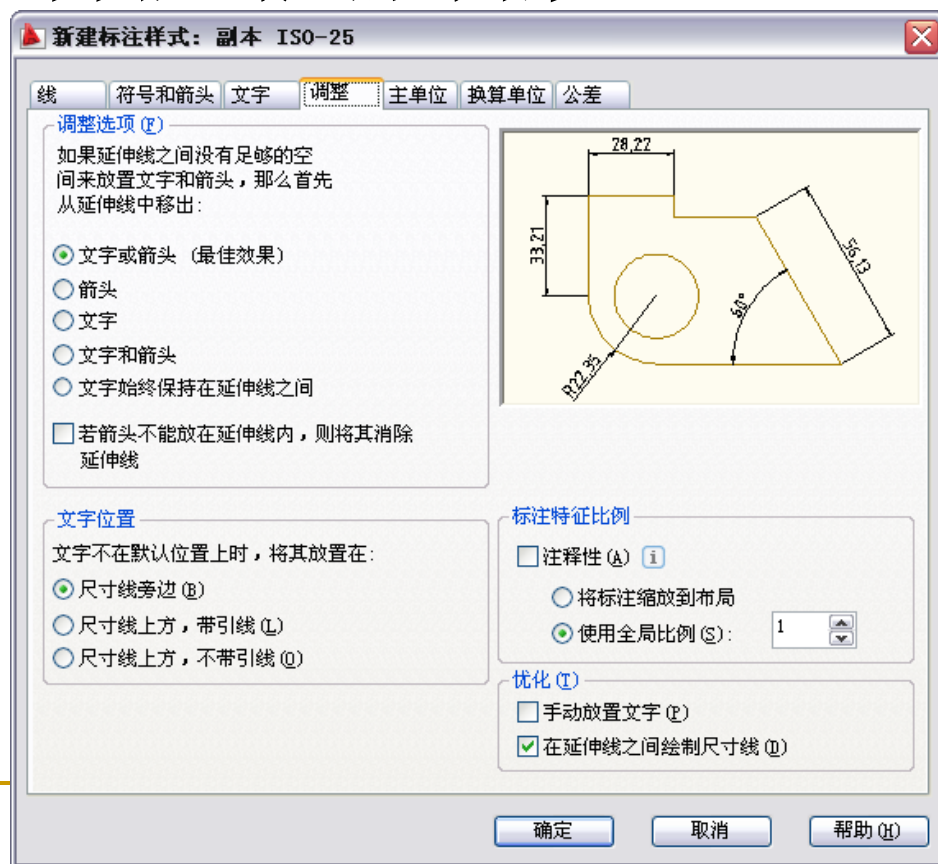 新建标注样式：副本 ISO-25
线 符号和箭头 文字 调整 主单位 换算单位 公差
调整选项(F)
如果延伸线之间没有足够的空
间来放置文字和箭头，那么首先
从延伸线中移出：
文字或箭头（最佳效果）
箭头
文字
文字和箭头
文字始终保持在延伸线之间
若箭头不能放在延伸线内，则将其消除
延伸线
28,22
33,21
56,13
60°
R22,35
文字位置
文字不在默认位置上时，将其放置在：
尺寸线旁边(B)
尺寸线上方，带引线(L)
尺寸线上方，不带引线(O)
标注特征比例
注释性(A)
将标注缩放到布局
使用全局比例(S)： 1
优化(T)
手动放置文字(P)
在延伸线之间绘制尺寸线(D)
确定 取消 帮助(H)